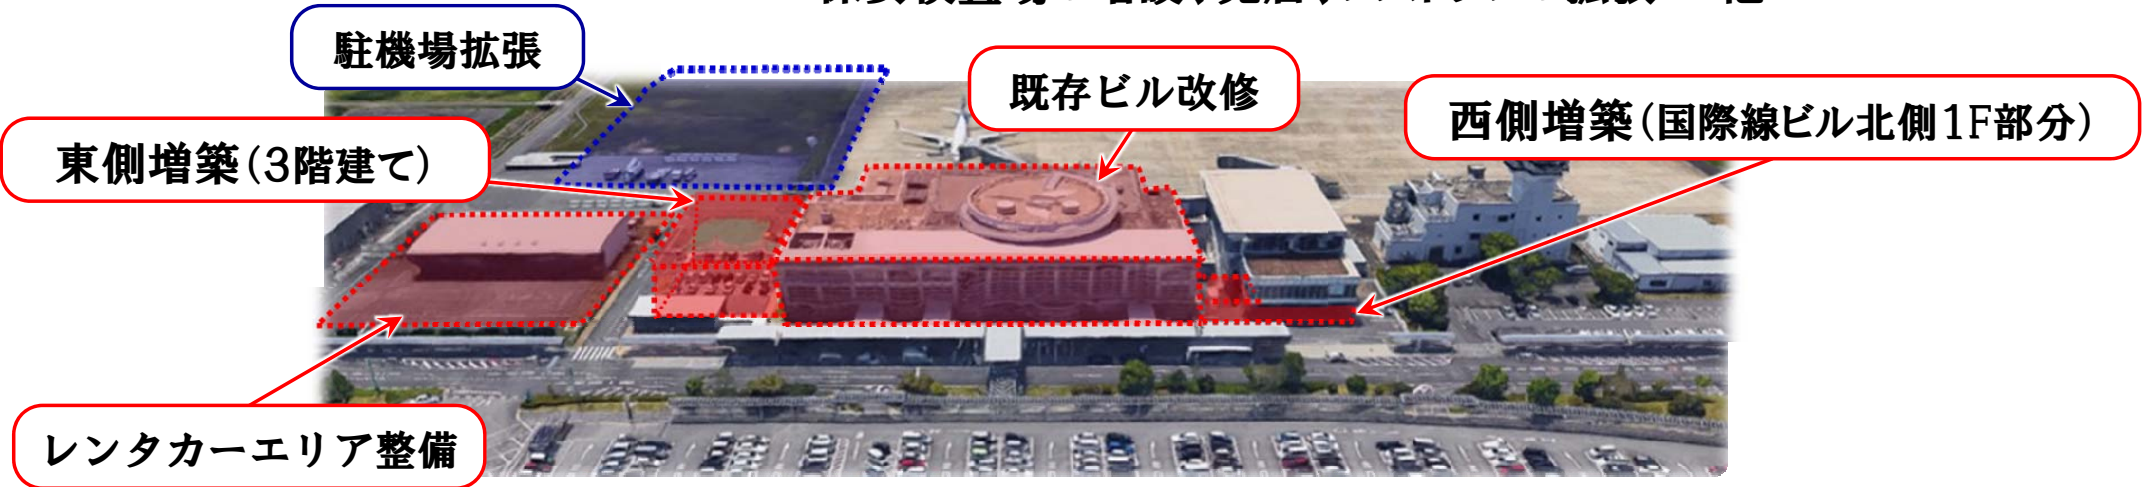 駐機場拡張
既存ビル改修
西側増築(国際線ビル北側1F部分)
東側増築(3階建て)
レンタカーエリア整備